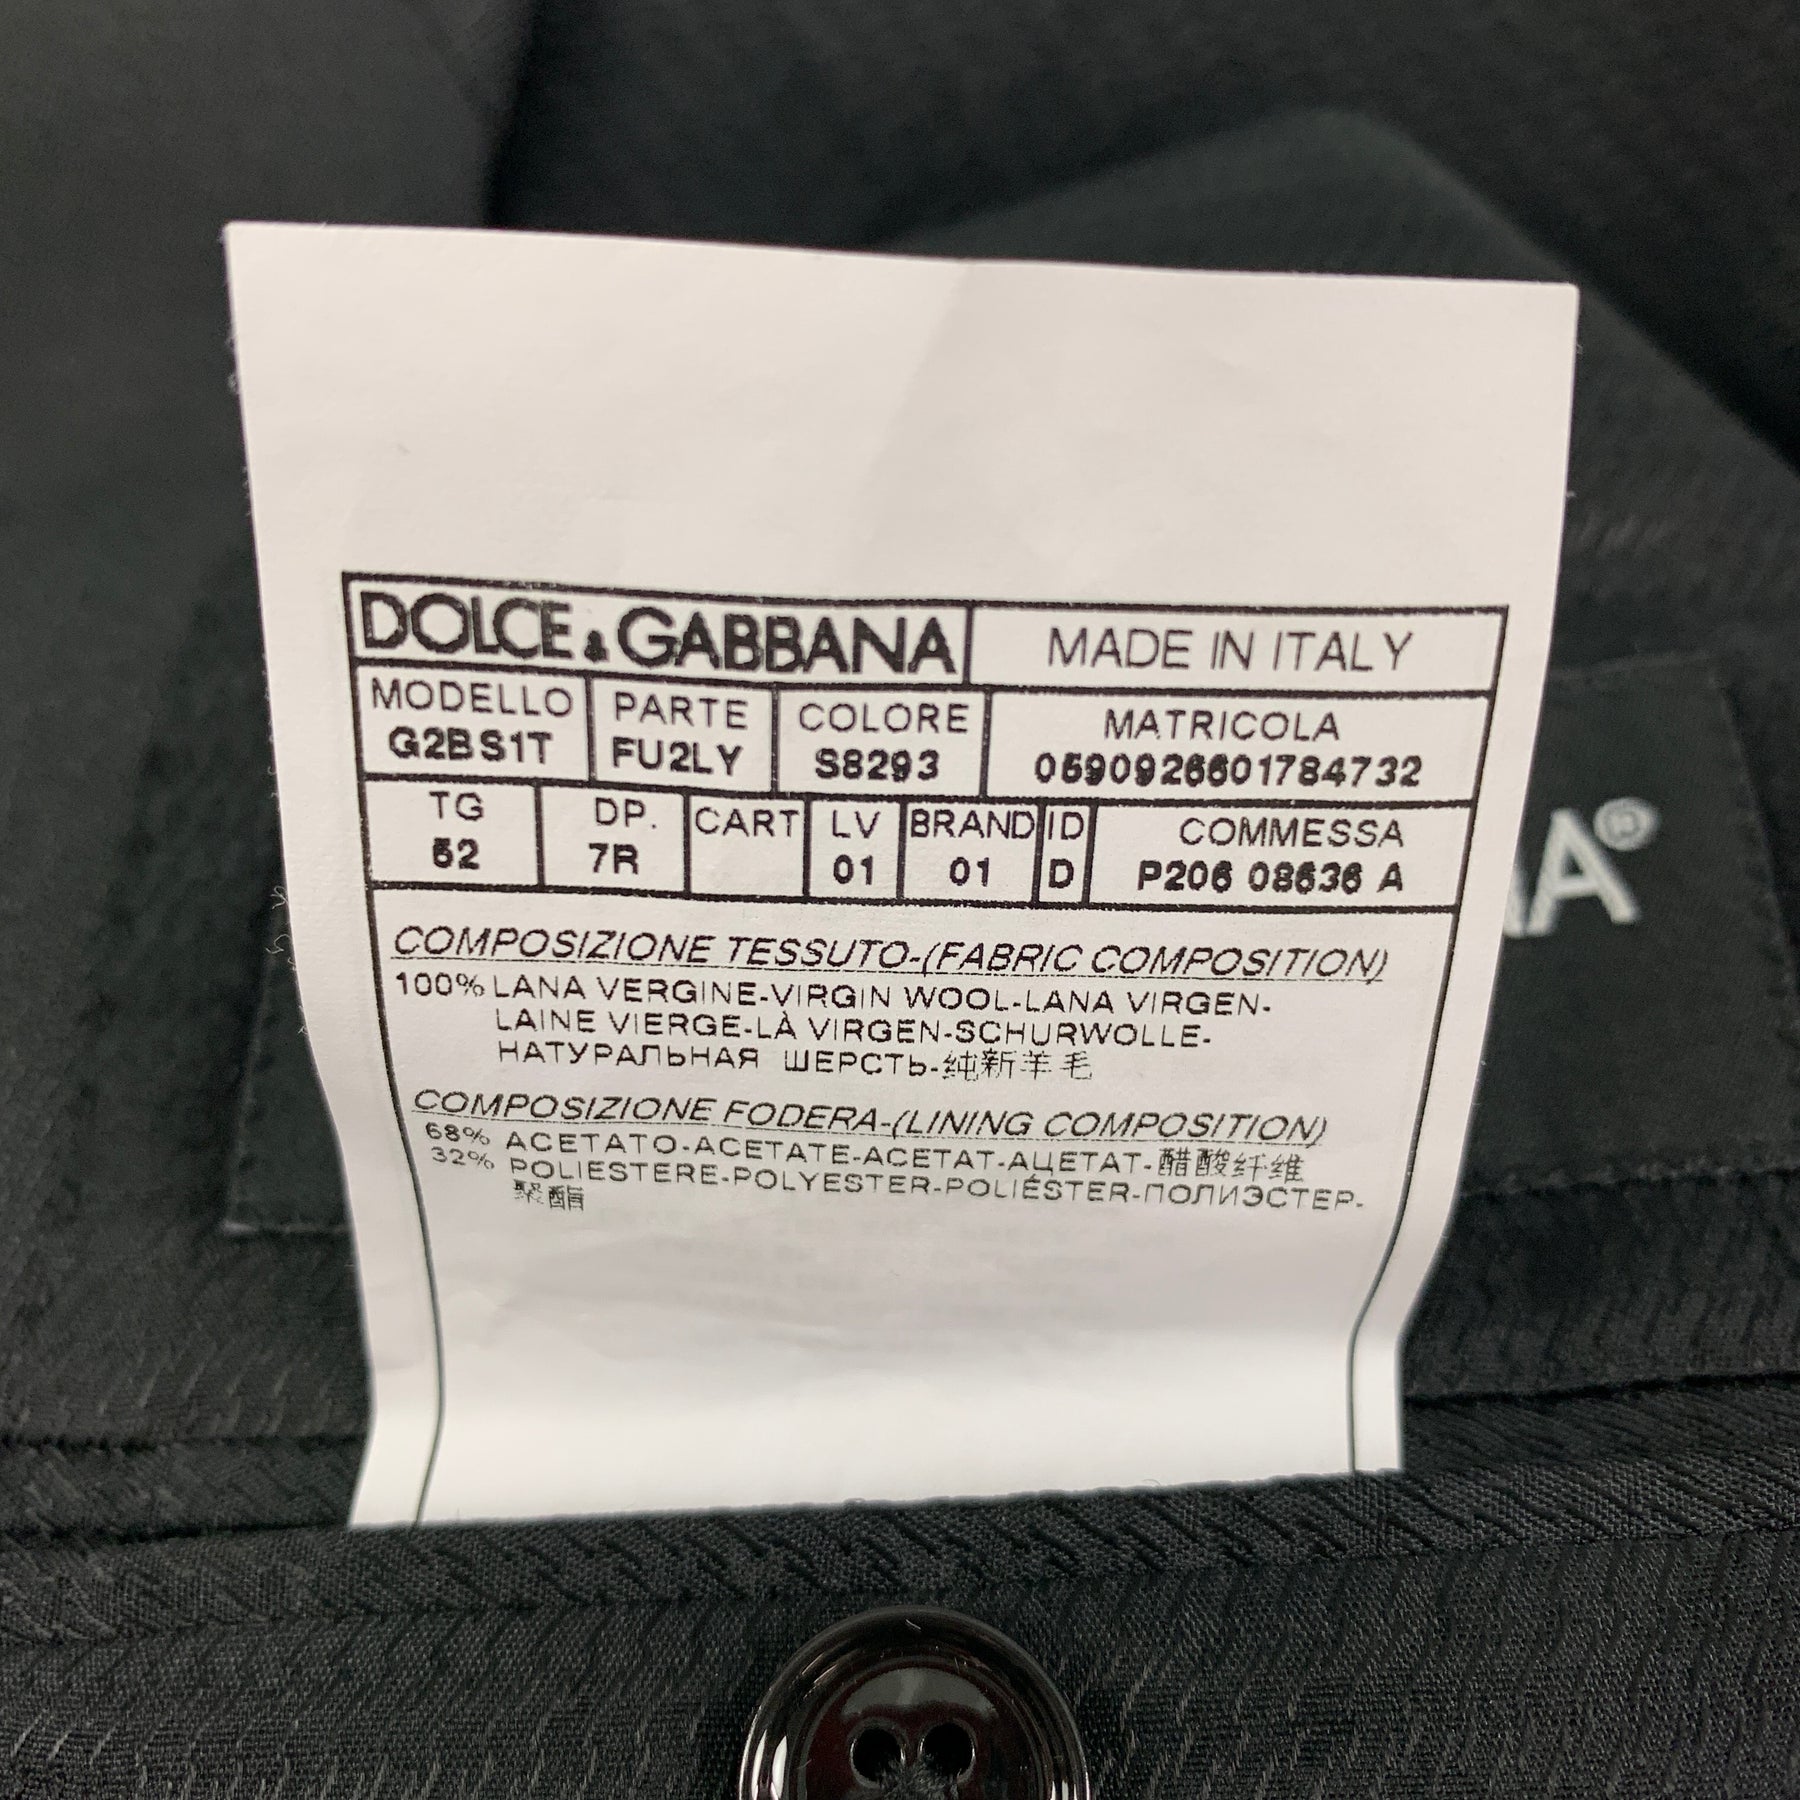 DOLCE & GABBANA MADE IN ITALY
MODELLO PARTE COLORE MATRICOLA
G2BS1T FU2LY S8293 0590926601784732
TG DP. CART LV BRAND ID COMMESSA
52 7R 01 01 D P206 08636 A
COMPOSIZIONE TESSUTO-(FABRIC COMPOSITION)
100% LANA VERGINE-VIRGIN WOOL-LANA VIRGEN-
LAINE VIERGE-LÀ VIRGEN-SCHURWOLLE-
НАТУРАЛЬНАЯ ШЕРСТЬ-纯新羊毛
COMPOSIZIONE FODERA-(LINING COMPOSITION)
68% ACETATO-ACETATE-ACETAT-АЦЕТАТ-醋酸纤维
32% POLIESTERE-POLYESTER-POLIÉSTER-ПОЛИЭСТЕР-
聚酯